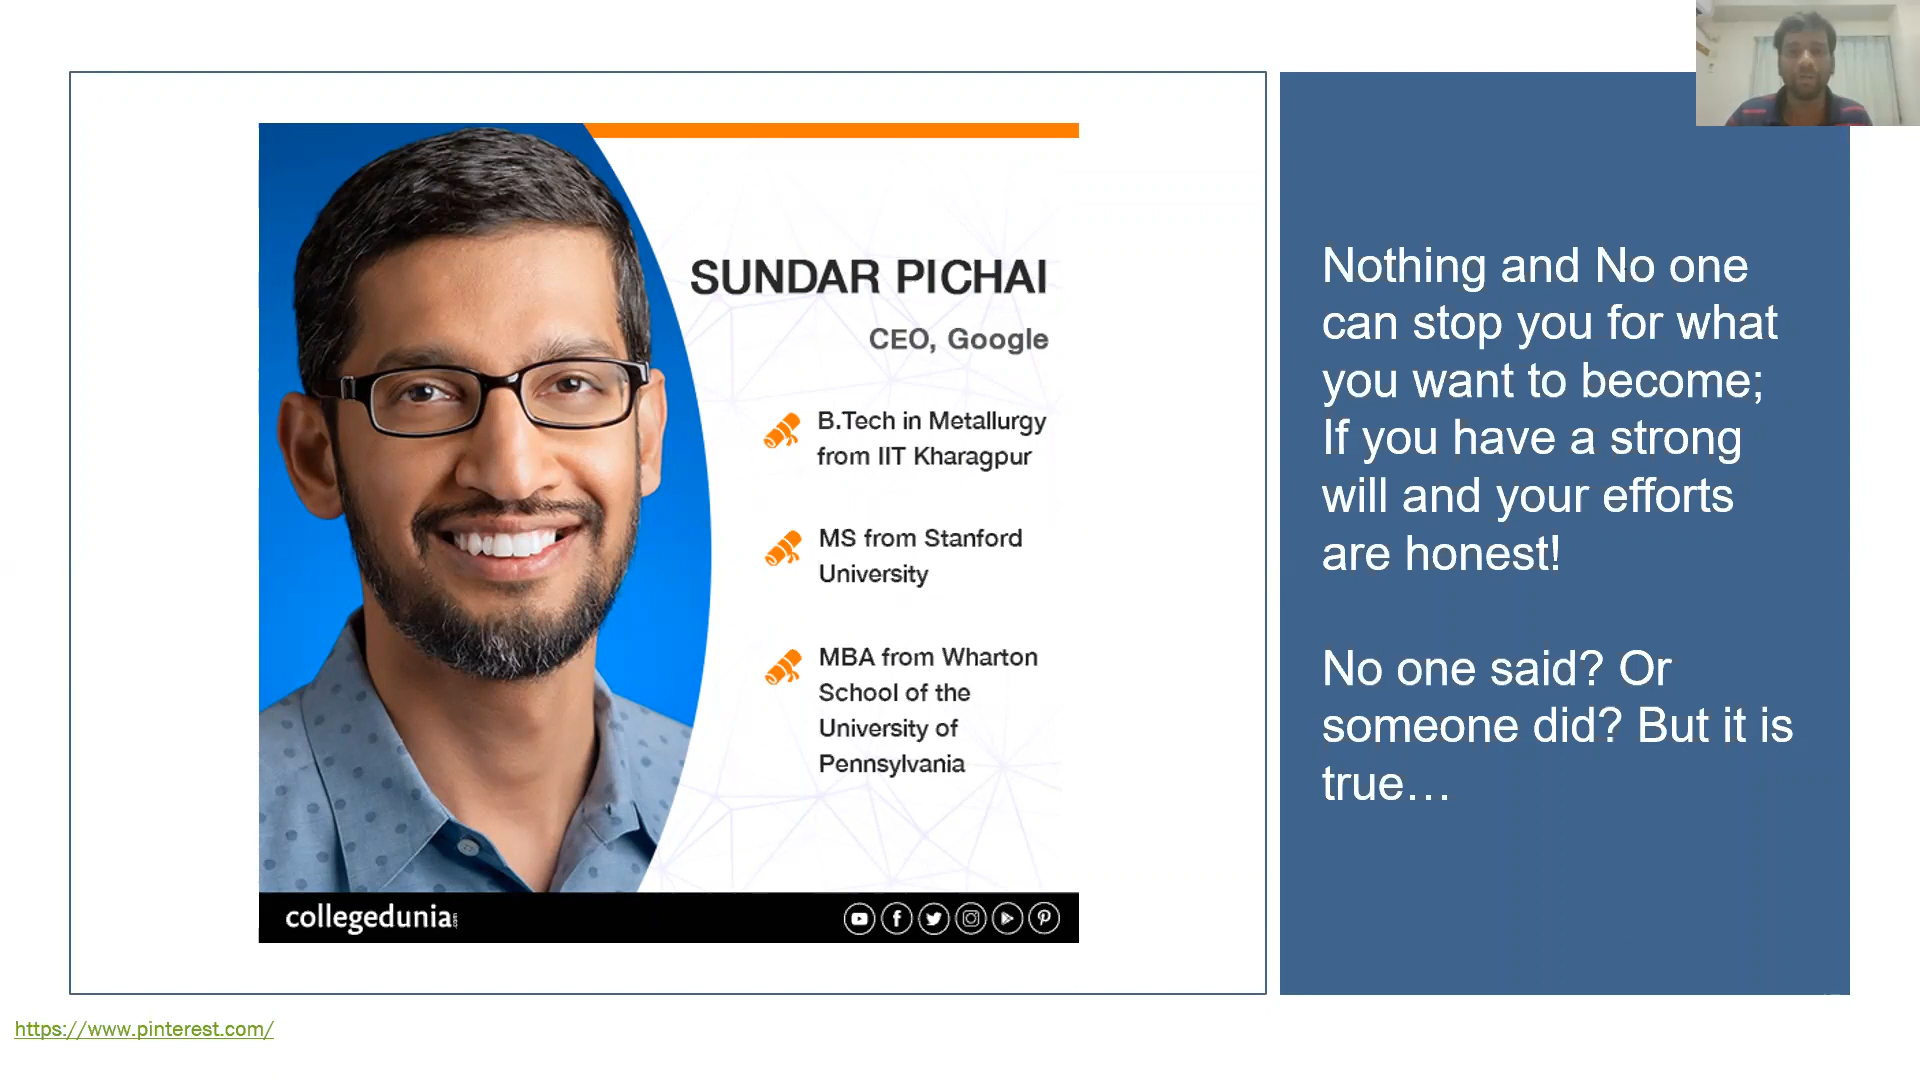 SUNDAR PICHAI
CEO, Google
B.Tech in Metallurgy
from IIT Kharagpur
MS from Stanford
University
MBA from Wharton
School of the
University of
Pennsylvania
collegedunia.com
Nothing and No one
can stop you for what
you want to become;
If you have a strong
will and your efforts
are honest!
No one said? Or
someone did? But it is
true...
https://www.pinterest.com/